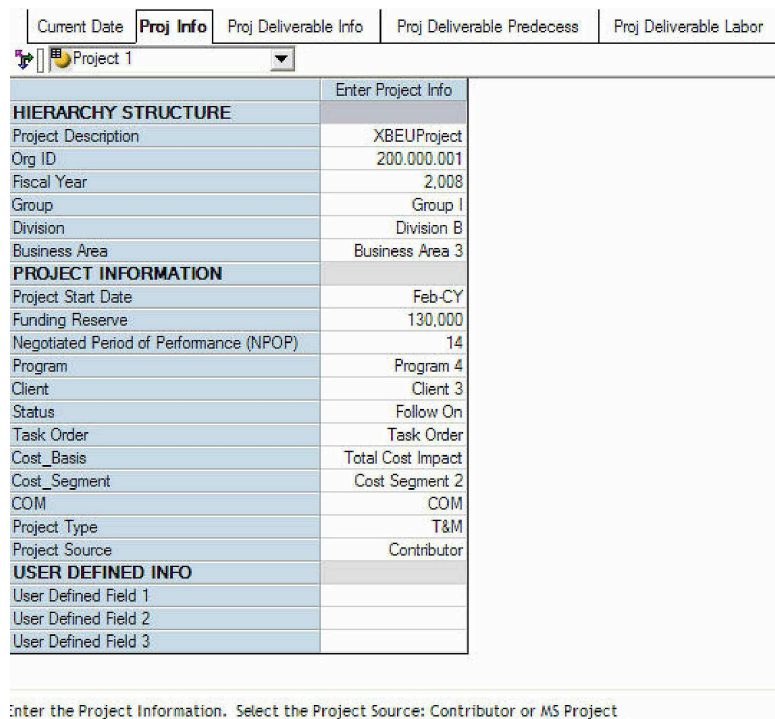 Current Date Proj Info Proj Deliverable Info Proj Deliverable Predecess Proj Deliverable Labor
Project 1
Enter Project Info
HIERARCHY STRUCTURE
Project Description XBEUProject
Org ID 200.000.001
Fiscal Year 2,008
Group Group I
Division Division B
Business Area Business Area 3
PROJECT INFORMATION
Project Start Date Feb-CY
Funding Reserve 130,000
Negotiated Period of Performance (NPOP) 14
Program Program 4
Client Client 3
Status Follow On
Task Order Task Order
Cost_Basis Total Cost Impact
Cost_Segment Cost Segment 2
COM COM
Project Type T&M
Project Source Contributor
USER DEFINED INFO
User Defined Field 1
User Defined Field 2
User Defined Field 3
Enter the Project Information. Select the Project Source: Contributor or MS Project